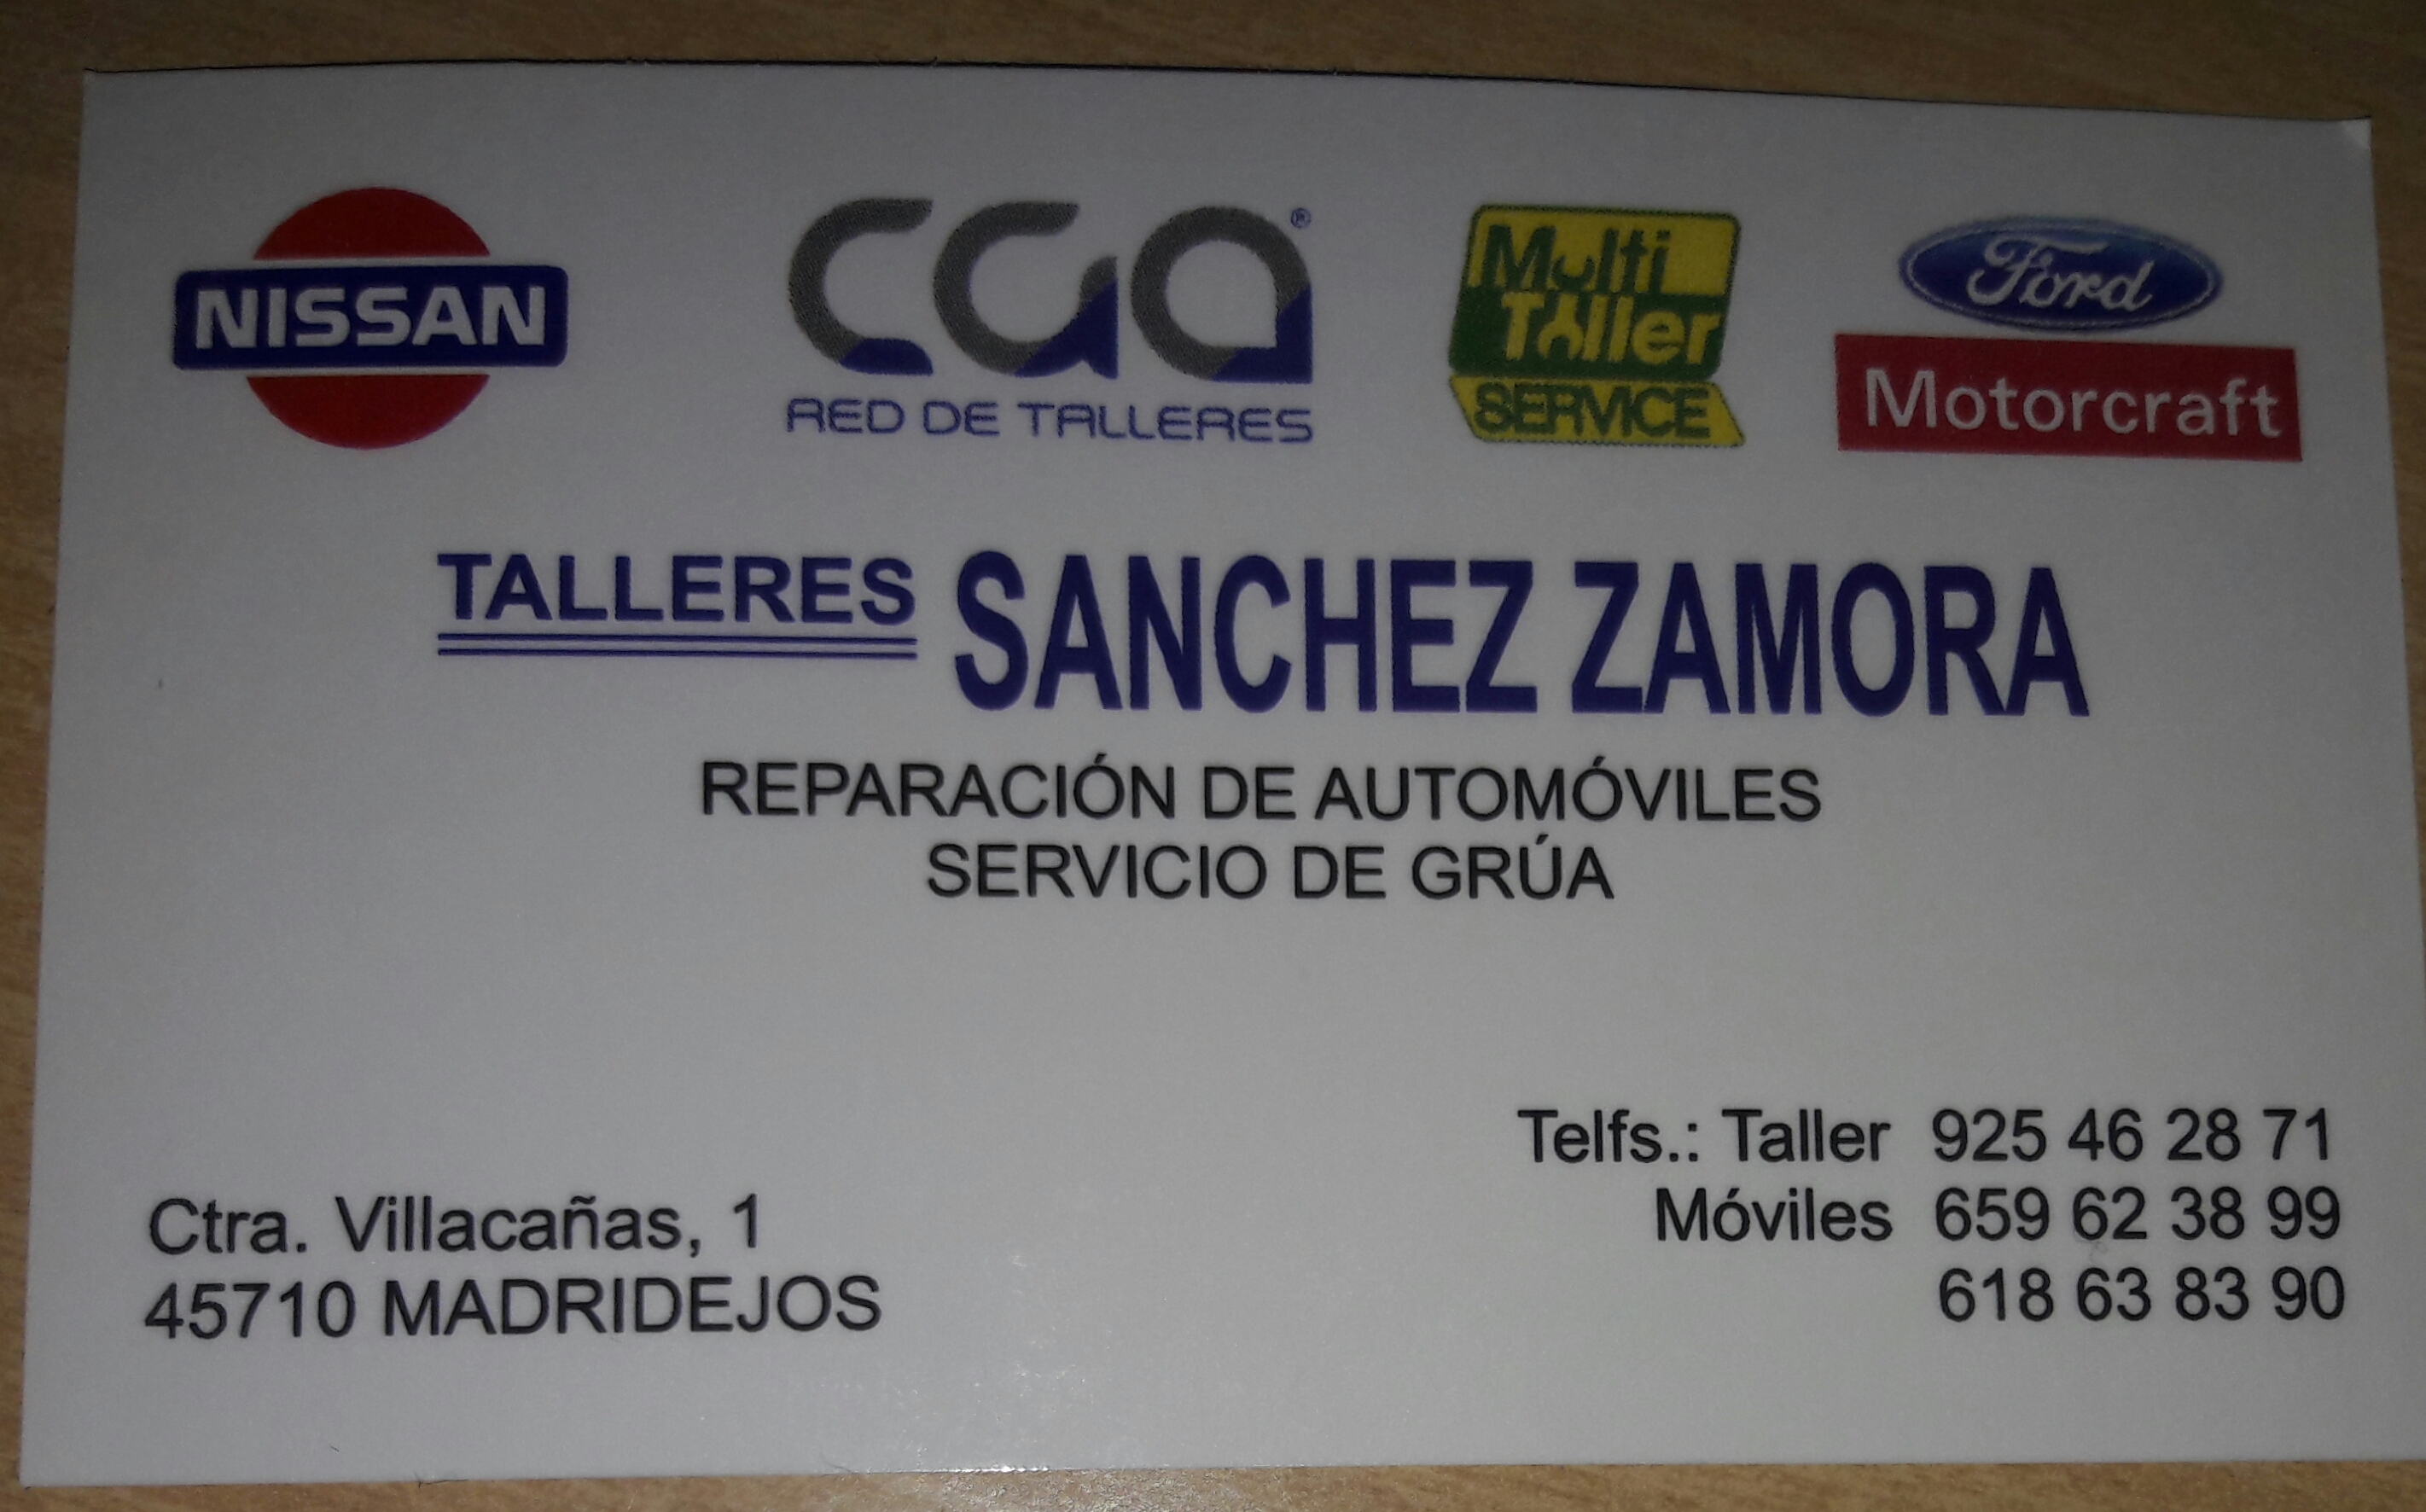 NISSAN
CGA®
RED DE TALLERES
Multi
Taller
SERVICE
Ford
Motorcraft
TALLERES SANCHEZ ZAMORA
REPARACIÓN DE AUTOMÓVILES
SERVICIO DE GRÚA
Ctra. Villacañas, 1
45710 MADRIDEJOS
Telfs.: Taller 925 46 28 71
Móviles 659 62 38 99
618 63 83 90